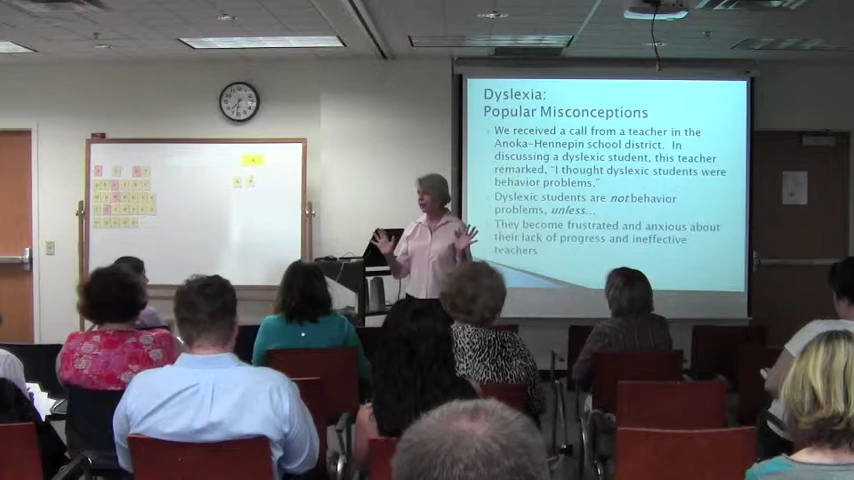 Dyslexia:
Popular Misconceptions
We received a call from a teacher in the
Anoka-Hennepin school district. In
discussing a dyslexic student, this teacher
remarked, "I thought dyslexic students were
behavior problems."
Dyslexic students are not behavior
problems, unless...
They become frustrated and anxious about
their lack of progress and ineffective
teachers